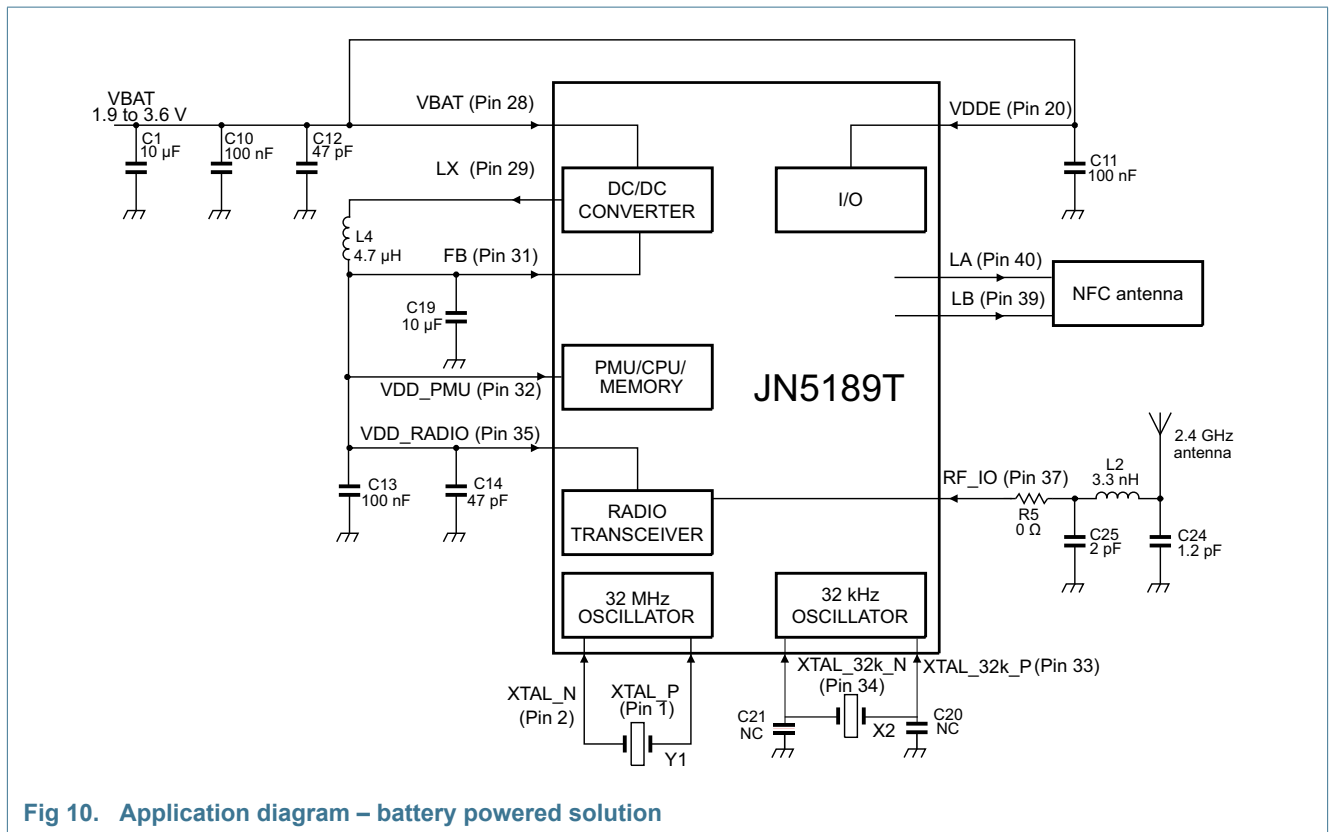 VBAT
1.9 to 3.6 V
C1
10 µF
C10
100 nF
C12
47 pF
VBAT (Pin 28)
VDDE (Pin 20)
C11
100 nF
LX (Pin 29)
DC/DC
CONVERTER
I/O
L4
4.7 µH
FB (Pin 31)
C19
10 µF
LA (Pin 40)
LB (Pin 39)
NFC antenna
PMU/CPU/
MEMORY
VDD_PMU (Pin 32)
JN5189T
VDD_RADIO (Pin 35)
C13
100 nF
C14
47 pF
RADIO
TRANSCEIVER
RF_IO (Pin 37)
R5
0 Ω
L2
3.3 nH
2.4 GHz
antenna
C25
2 pF
C24
1.2 pF
32 MHz
OSCILLATOR
32 kHz
OSCILLATOR
XTAL_N
(Pin 2)
XTAL_P
(Pin 1)
Y1
XTAL_32k_N
(Pin 34)
XTAL_32k_P (Pin 33)
C21
NC
X2
C20
NC
Fig 10. Application diagram – battery powered solution